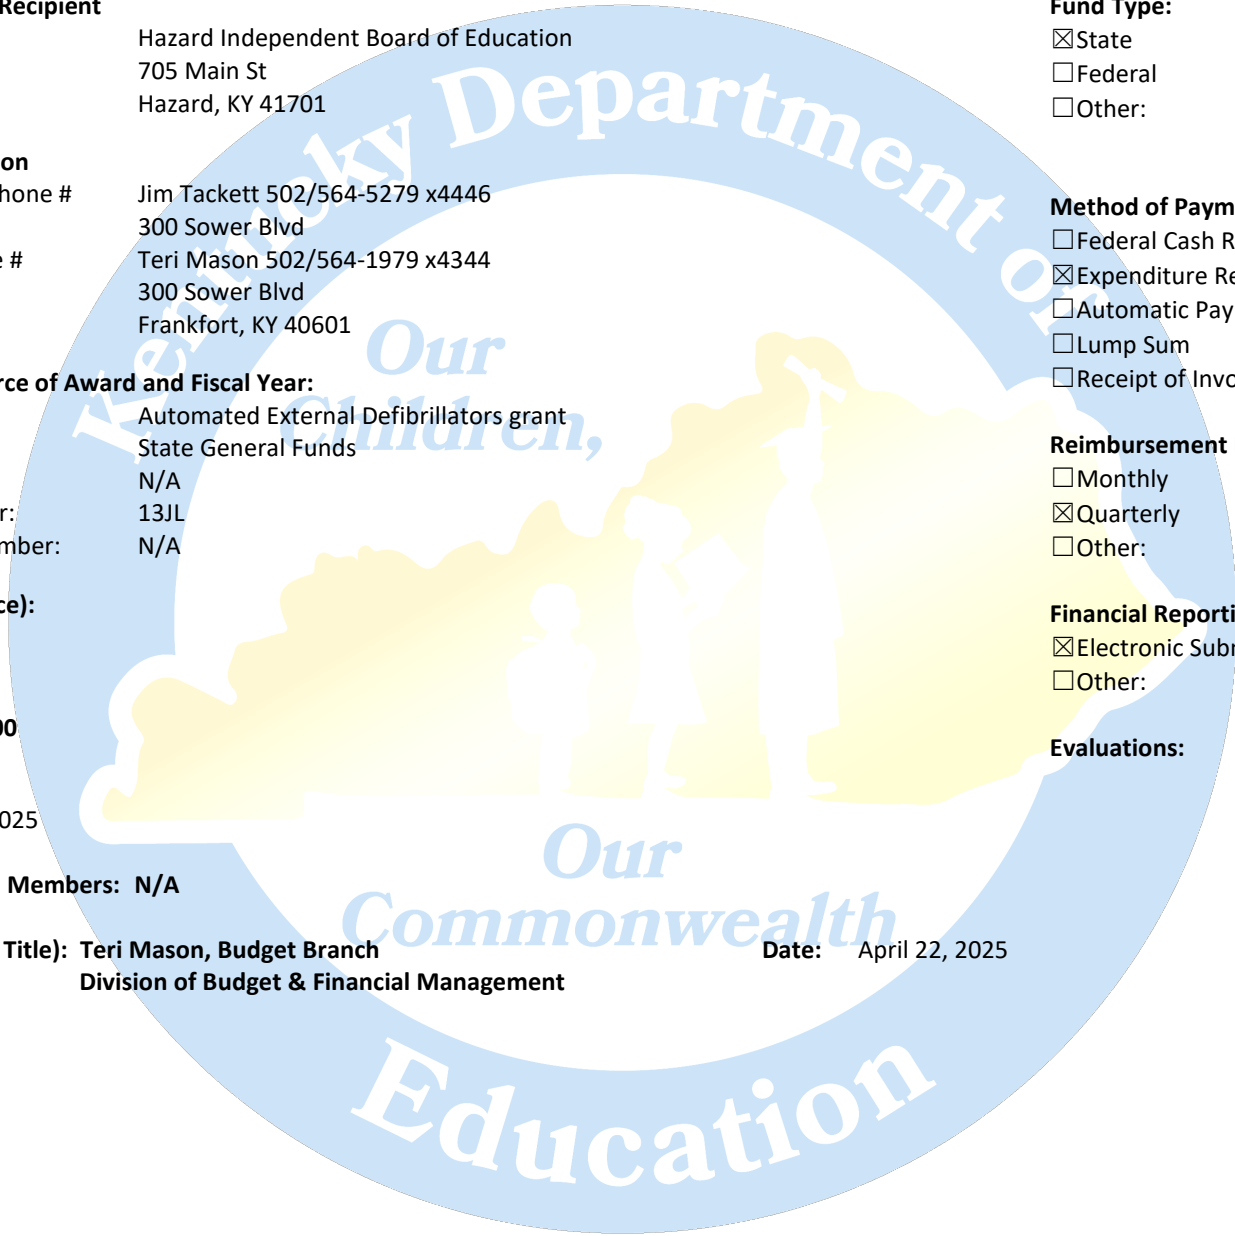 Recipient
Hazard Independent Board of Education
705 Main St
Hazard, KY 41701
on
hone # Jim Tackett 502/564-5279 x4446
300 Sower Blvd
e # Teri Mason 502/564-1979 x4344
300 Sower Blvd
Frankfort, KY 40601
rce of Award and Fiscal Year:
Automated External Defibrillators grant
State General Funds
N/A
r: 13JL
mber: N/A
ce):
00
025
Members: N/A
Title): Teri Mason, Budget Branch
Division of Budget & Financial Management
Date: April 22, 2025
Fund Type:
☒State
☐Federal
☐Other:
Method of Paym
☐Federal Cash R
☒Expenditure Re
☐Automatic Pay
☐Lump Sum
☐Receipt of Invo
Reimbursement
☐Monthly
☒Quarterly
☐Other:
Financial Reporti
☒Electronic Subm
☐Other:
Evaluations:
Kentucky Department of
Education
Our
Children,
Our
Commonwealth